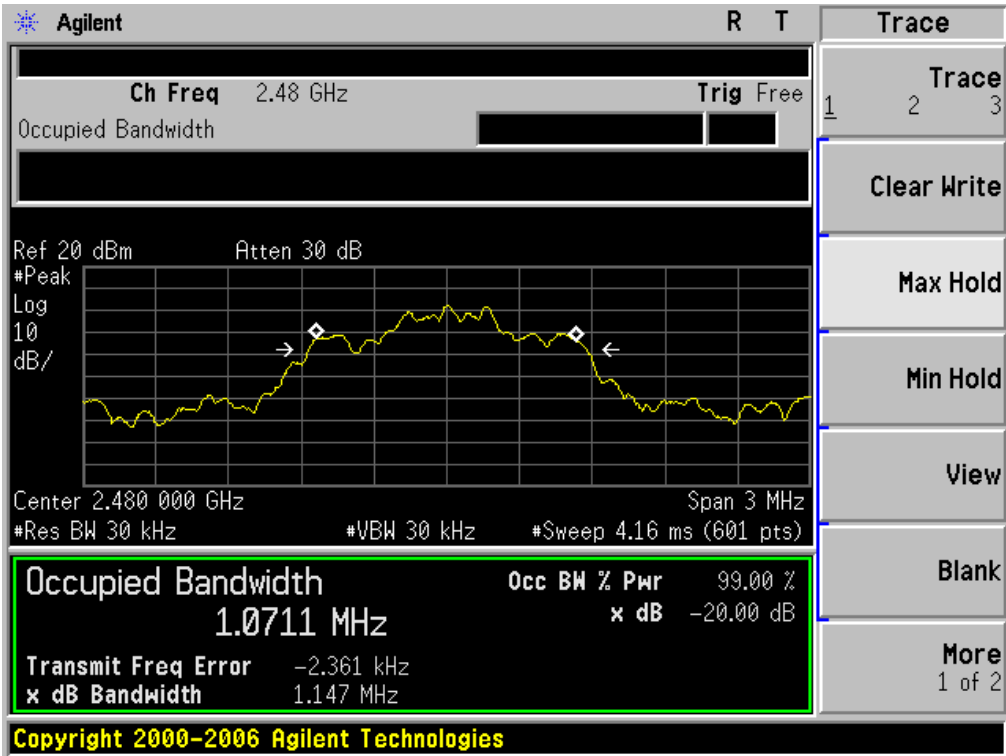 Agilent R T Trace
Ch Freq 2.48 GHz Trig Free
Occupied Bandwidth
Trace
1 2 3
Clear Write
Ref 20 dBm Atten 30 dB
#Peak
Log
10
dB/
Max Hold
Min Hold
View
Center 2.480 000 GHz Span 3 MHz
#Res BW 30 kHz #VBW 30 kHz #Sweep 4.16 ms (601 pts)
Occupied Bandwidth
1.0711 MHz
Occ BW % Pwr 99.00 %
x dB -20.00 dB
Transmit Freq Error -2.361 kHz
x dB Bandwidth 1.147 MHz
Blank
More
1 of 2
Copyright 2000-2006 Agilent Technologies